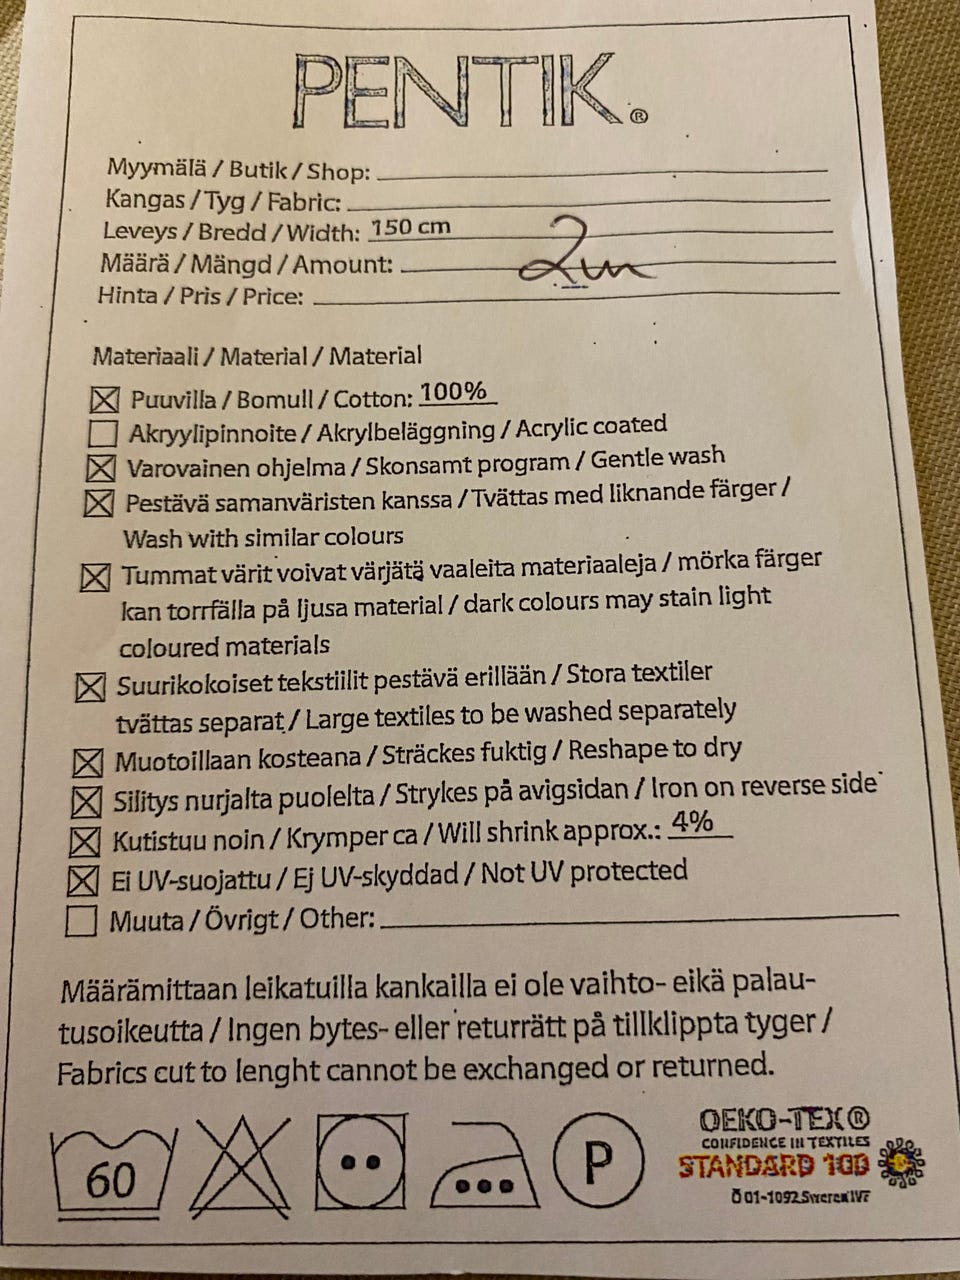 PENTIK®
Myymälä / Butik / Shop:
Kangas / Tyg / Fabric:
Leveys / Bredd / Width: 150 cm
Määrä / Mängd / Amount: 2m
Hinta / Pris / Price:
Materiaali / Material / Material
Puuvilla / Bomull / Cotton: 100%
Akryylipinnoite / Akrylbeläggning / Acrylic coated
Varovainen ohjelma / Skonsamt program / Gentle wash
Pestävä samanväristen kanssa / Tvättas med liknande färger /
Wash with similar colours
Tummat värit voivat värjätä vaaleita materiaaleja / mörka färger
kan torrfälla på ljusa material / dark colours may stain light
coloured materials
Suurikokoiset tekstiilit pestävä erillään / Stora textiler
tvättas separat / Large textiles to be washed separately
Muotoillaan kosteana / Sträckes fuktig / Reshape to dry
Silitys nurjalta puolelta / Strykes på avigsidan / Iron on reverse side
Kutistuu noin / Krymper ca / Will shrink approx.: 4%
Ei UV-suojattu / Ej UV-skyddad / Not UV protected
Muuta / Övrigt / Other:
Määrämittaan leikatuilla kankailla ei ole vaihto- eikä palau-
tusoikeutta / Ingen bytes- eller returrätt på tillklippta tyger /
Fabrics cut to lenght cannot be exchanged or returned.
60
P
OEKO-TEX®
CONFIDENCE IN TEXTILES
STANDARD 100
01-1092 Swerea IVF